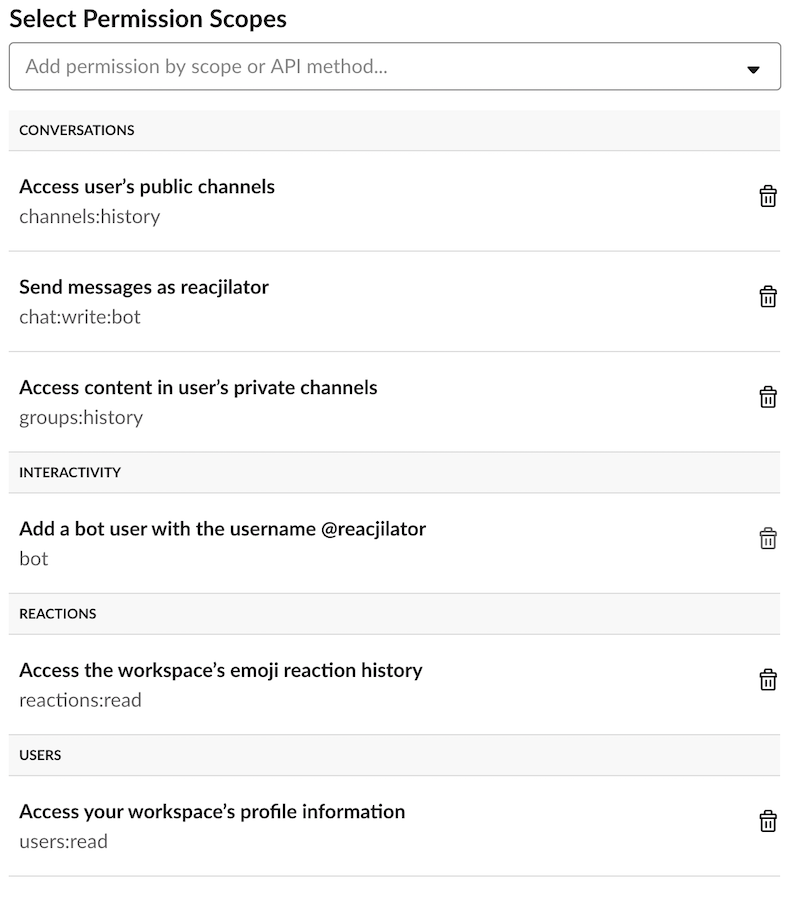 Select Permission Scopes
Add permission by scope or API method...
CONVERSATIONS
Access user’s public channels
channels:history
Send messages as reacjilator
chat:write:bot
Access content in user’s private channels
groups:history
INTERACTIVITY
Add a bot user with the username @reacjilator
bot
REACTIONS
Access the workspace’s emoji reaction history
reactions:read
USERS
Access your workspace’s profile information
users:read